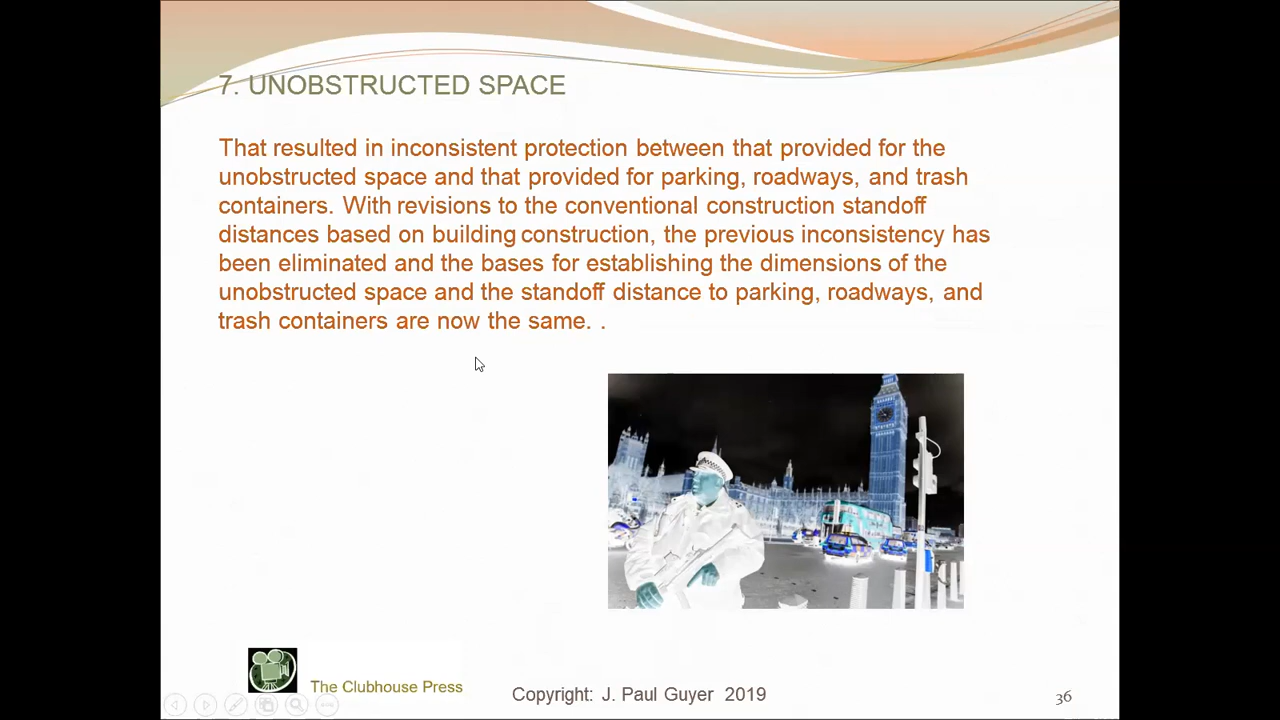 7. UNOBSTRUCTED SPACE
That resulted in inconsistent protection between that provided for the
unobstructed space and that provided for parking, roadways, and trash
containers. With revisions to the conventional construction standoff
distances based on building construction, the previous inconsistency has
been eliminated and the bases for establishing the dimensions of the
unobstructed space and the standoff distance to parking, roadways, and
trash containers are now the same. .
The Clubhouse Press
Copyright: J. Paul Guyer 2019
36